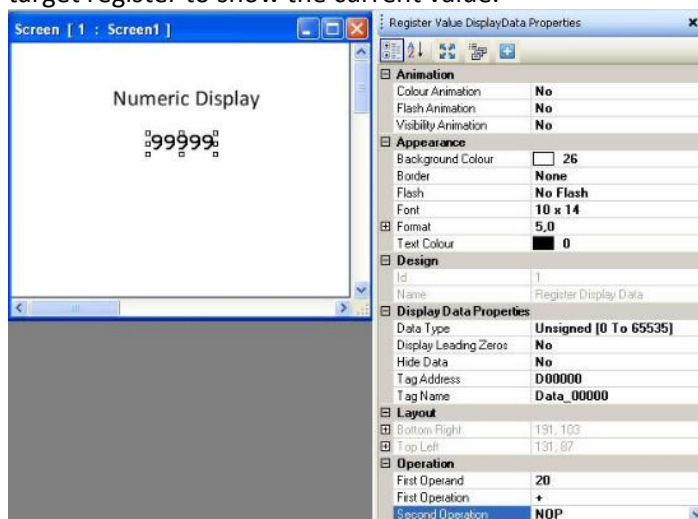 target register to show the current value.
Screen [ 1 : Screen1 ]
Numeric Display
99999
Register Value DisplayData Properties
Animation
Colour Animation No
Flash Animation No
Visibility Animation No
Appearance
Background Colour 26
Border None
Flash No Flash
Font 10 x 14
Format 5,0
Text Colour 0
Design
Id 1
Name Register Display Data
Display Data Properties
Data Type Unsigned [0 To 65535]
Display Leading Zeros No
Hide Data No
Tag Address D00000
Tag Name Data_00000
Layout
Bottom Right 191, 103
Top Left 131, 87
Operation
First Operand 20
First Operation +
Second Operation NOP